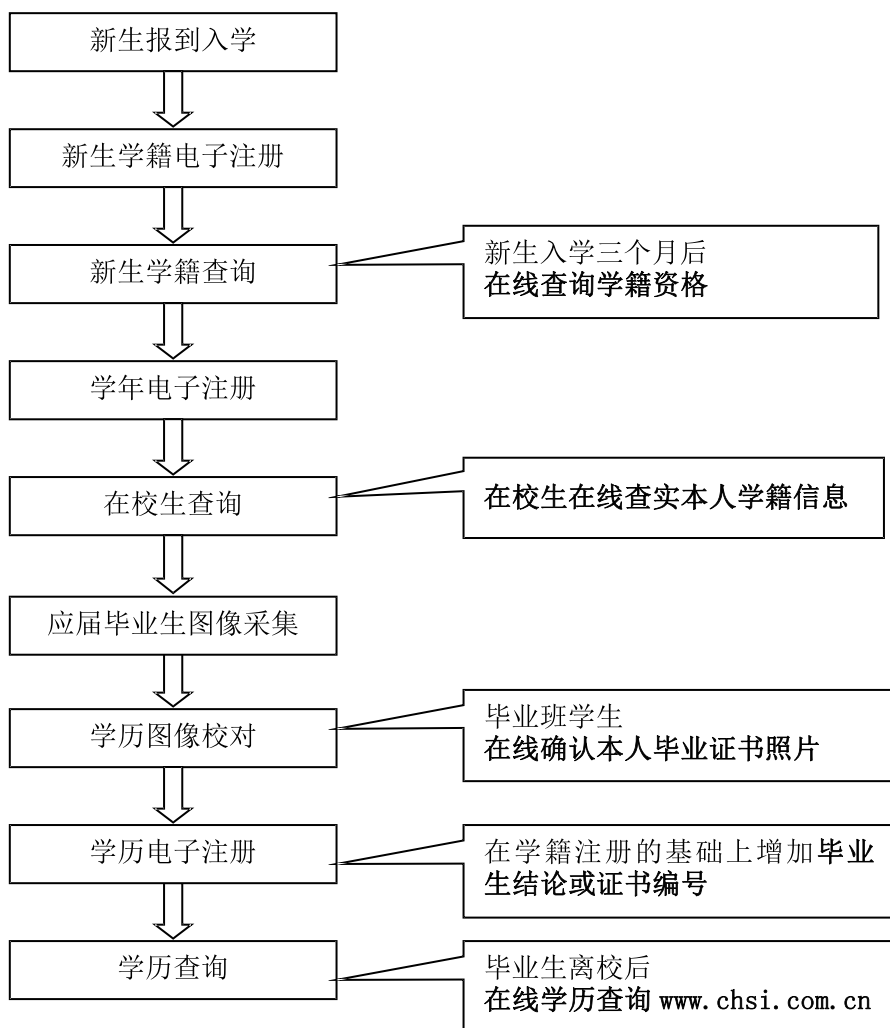 新生报到入学
新生学籍电子注册
新生学籍查询
新生入学三个月后
在线查询学籍资格
学年电子注册
在校生查询
在校生在线查实本人学籍信息
应届毕业生图像采集
学历图像校对
毕业班学生
在线确认本人毕业证书照片
学历电子注册
在学籍注册的基础上增加毕业
生结论或证书编号
学历查询
毕业生离校后
在线学历查询 www.chsi.com.cn